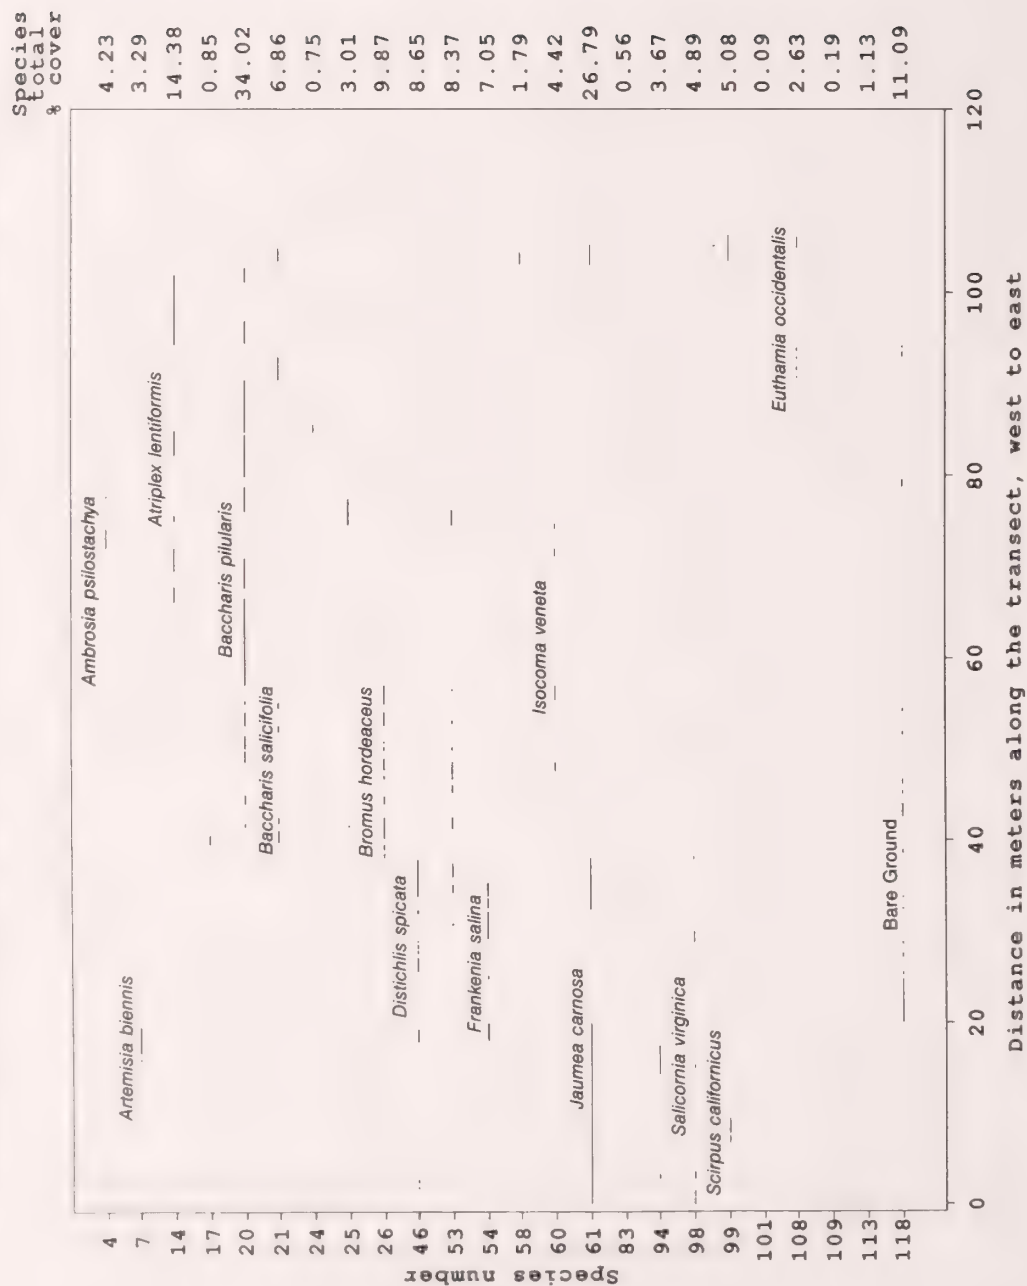 Species
total
% cover
4.23
3.29
14.38
0.85
34.02
6.86
0.75
3.01
9.87
8.65
8.37
7.05
1.79
4.42
26.79
0.56
3.67
4.89
5.08
0.09
2.63
0.19
1.13
11.09
Ambrosia psilostachya
Artemisia biennis
Atriplex lentiformis
Baccharis pilularis
Baccharis salicifolia
Bromus hordeaceus
Distichlis spicata
Frankenia salina
Isocoma veneta
Jaumea carnosa
Salicornia virginica
Scirpus californicus
Euthamia occidentalis
Bare Ground
4
7
14
17
20
21
24
25
26
46
53
54
58
60
61
83
94
98
99
101
108
109
113
118
Species number
0
20
40
60
80
100
120
Distance in meters along the transect, west to east